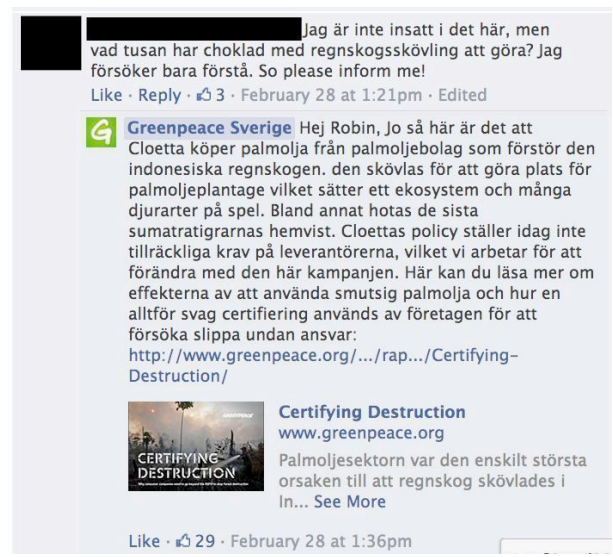 Jag är inte insatt i det här, men
vad tusan har choklad med regnskogsskövling att göra? Jag
försöker bara förstå. So please inform me!
Like · Reply · 3 · February 28 at 1:21pm · Edited
Greenpeace Sverige Hej Robin, Jo så här är det att
Cloetta köper palmolja från palmoljebolag som förstör den
indonesiska regnskogen. den skövlas för att göra plats för
palmoljeplantage vilket sätter ett ekosystem och många
djurarter på spel. Bland annat hotas de sista
sumatratigrarnas hemvist. Cloettas policy ställer idag inte
tillräckliga krav på leverantörerna, vilket vi arbetar för att
förändra med den här kampanjen. Här kan du läsa mer om
effekterna av att använda smutsig palmolja och hur en
alltför svag certifiering används av företagen för att
försöka slippa undan ansvar:
http://www.greenpeace.org/.../rap.../Certifying-
Destruction/
GREENPEACE
CERTIFYING
DESTRUCTION
Certifying Destruction
www.greenpeace.org
Palmoljesektorn var den enskilt största
orsaken till att regnskog skövlades i
In... See More
Like · 29 · February 28 at 1:36pm